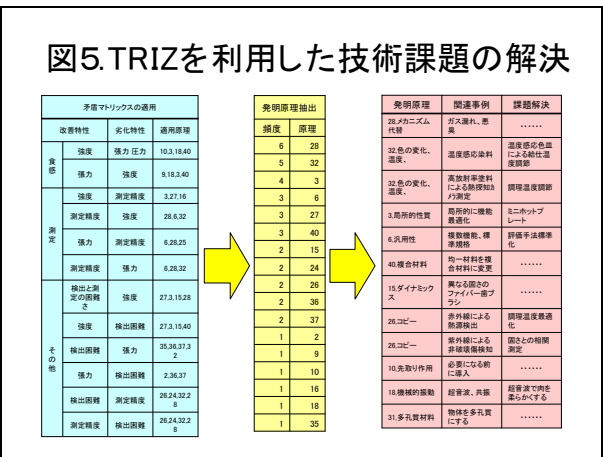 図5.TRIZを利用した技術課題の解決
矛盾マトリックスの適用
改善特性 劣化特性 適用原理
食感
強度 張力 圧力 10,3,18,40
張力 強度 9,18,3,40
測定
強度 測定精度 3,27,16
測定精度 強度 28,6,32
張力 測定精度 6,28,25
測定精度 張力 6,28,32
その他
検出と測
定の困難
さ
強度 27,3,15,28
強度 検出困難 27,3,15,40
検出困難 張力 35,36,37,3
2
張力 検出困難 2,36,37
検出困難 測定精度 26,24,32,2
8
測定精度 検出困難 26,24,32,2
8
発明原理抽出
頻度 原理
6 28
5 32
4 3
3 6
3 27
3 40
2 15
2 24
2 26
2 36
2 37
1 2
1 9
1 10
1 16
1 18
1 35
発明原理 関連事例 課題解決
28,メカニズム
代替
ガス漏れ、悪
臭
‥‥‥
32,色の変化、
温度、
温度感応染料
温度感応色皿
による給仕温
度調節
32,色の変化、
温度、
高放射率塗料
による熱探知ｶ
ﾒﾗ測定
調理温度調節
3,局所的性質
局所的に機能
最適化
ミニホットプ
レート
6,汎用性
複数機能、標
準規格
評価手法標準
化
40,複合材料
均一材料を複
合材料に変更
‥‥‥
15,ダイナミック
ス
異なる固さの
ファイバー歯ブ
ラシ
‥‥‥
26,コピー
赤外線による
熱源検出
調理温度最適
化
26,コピー
紫外線による
非破壊傷検知
固さとの相関
測定
10,先取り作用
必要になる前
に導入
‥‥‥
18,機械的振動
超音波、共振
超音波で肉を
柔らかくする
31,多孔質材料
物体を多孔質
にする
‥‥‥